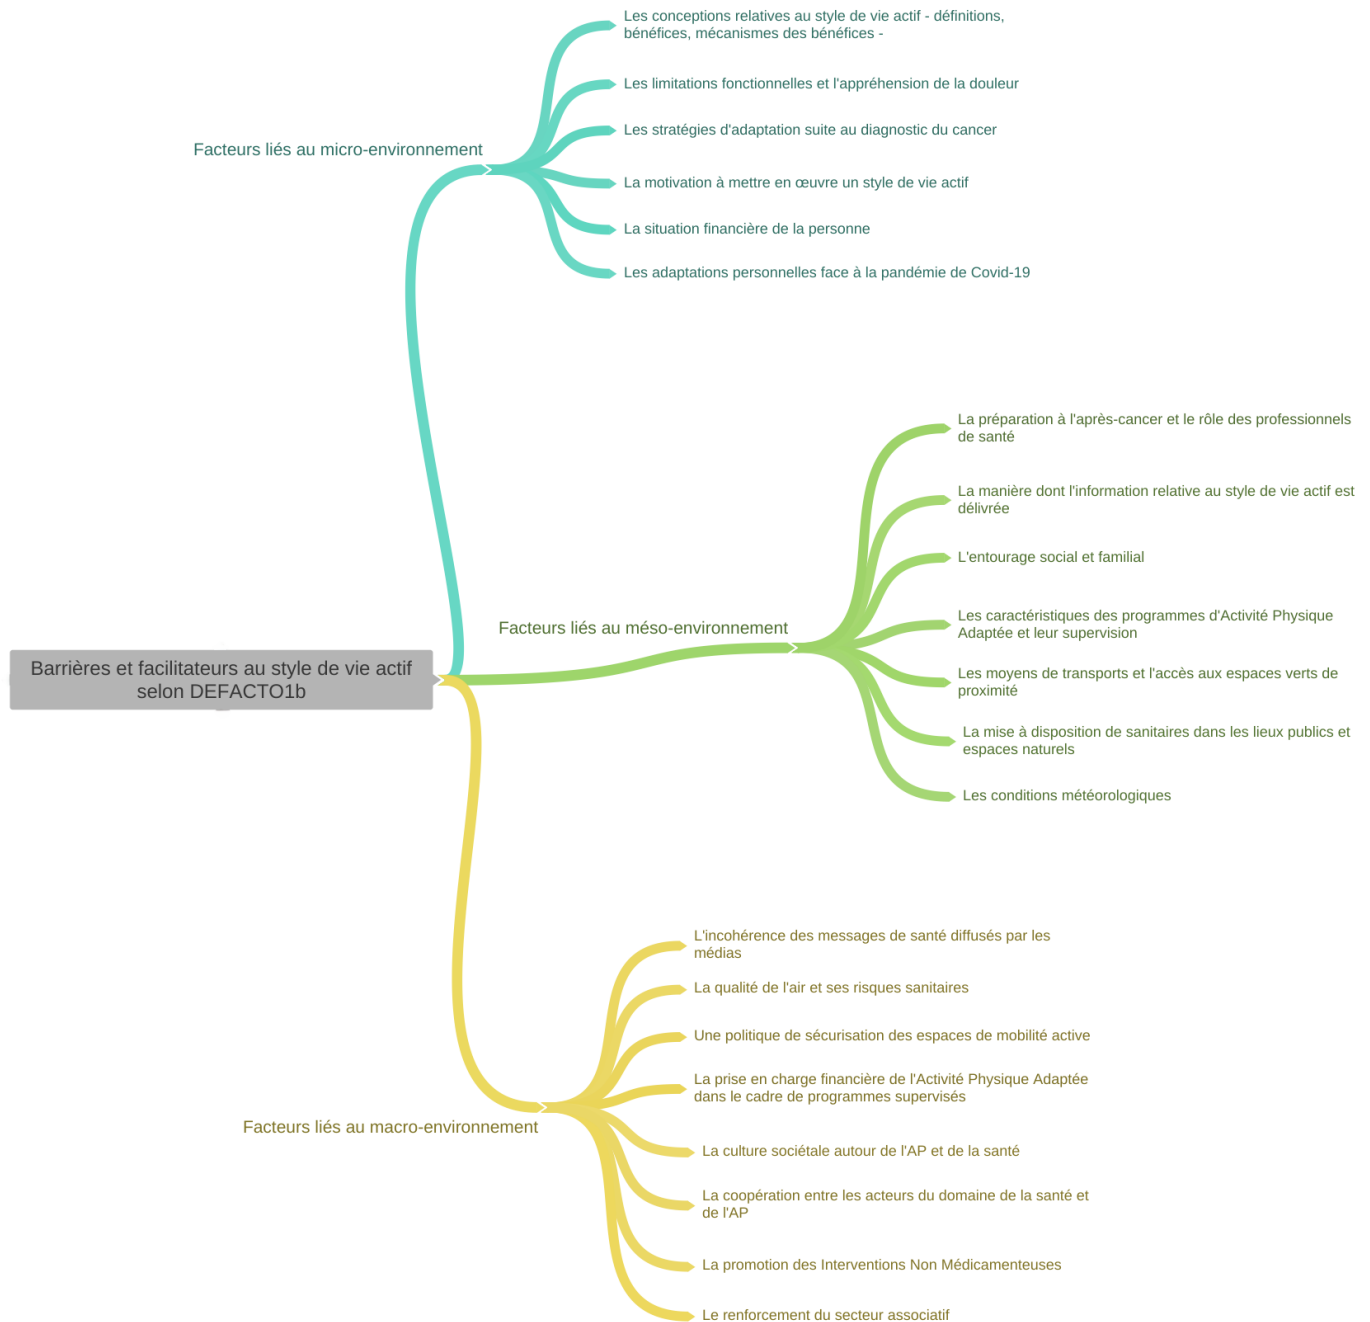 Les conceptions relatives au style de vie actif - définitions,
bénéfices, mécanismes des bénéfices -
Les limitations fonctionnelles et l'appréhension de la douleur
Les stratégies d'adaptation suite au diagnostic du cancer
Facteurs liés au micro-environnement
La motivation à mettre en œuvre un style de vie actif
La situation financière de la personne
Les adaptations personnelles face à la pandémie de Covid-19
La préparation à l'après-cancer et le rôle des professionnels
de santé
La manière dont l'information relative au style de vie actif est
délivrée
L'entourage social et familial
Facteurs liés au méso-environnement
Les caractéristiques des programmes d'Activité Physique
Adaptée et leur supervision
Barrières et facilitateurs au style de vie actif
selon DEFACTO1b
Les moyens de transports et l'accès aux espaces verts de
proximité
La mise à disposition de sanitaires dans les lieux publics et
espaces naturels
Les conditions météorologiques
L'incohérence des messages de santé diffusés par les
médias
La qualité de l'air et ses risques sanitaires
Une politique de sécurisation des espaces de mobilité active
La prise en charge financière de l'Activité Physique Adaptée
dans le cadre de programmes supervisés
Facteurs liés au macro-environnement
La culture sociétale autour de l'AP et de la santé
La coopération entre les acteurs du domaine de la santé et
de l'AP
La promotion des Interventions Non Médicamenteuses
Le renforcement du secteur associatif